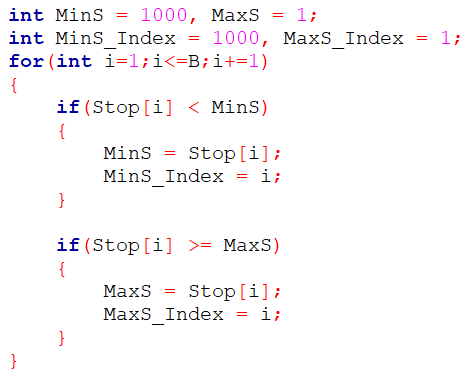 int MinS = 1000, MaxS = 1;
int MinS_Index = 1000, MaxS_Index = 1;
for(int i=1;i<=B;i+=1)
{
    if(Stop[i] < MinS)
    {
        MinS = Stop[i];
        MinS_Index = i;
    }

    if(Stop[i] >= MaxS)
    {
        MaxS = Stop[i];
        MaxS_Index = i;
    }
}